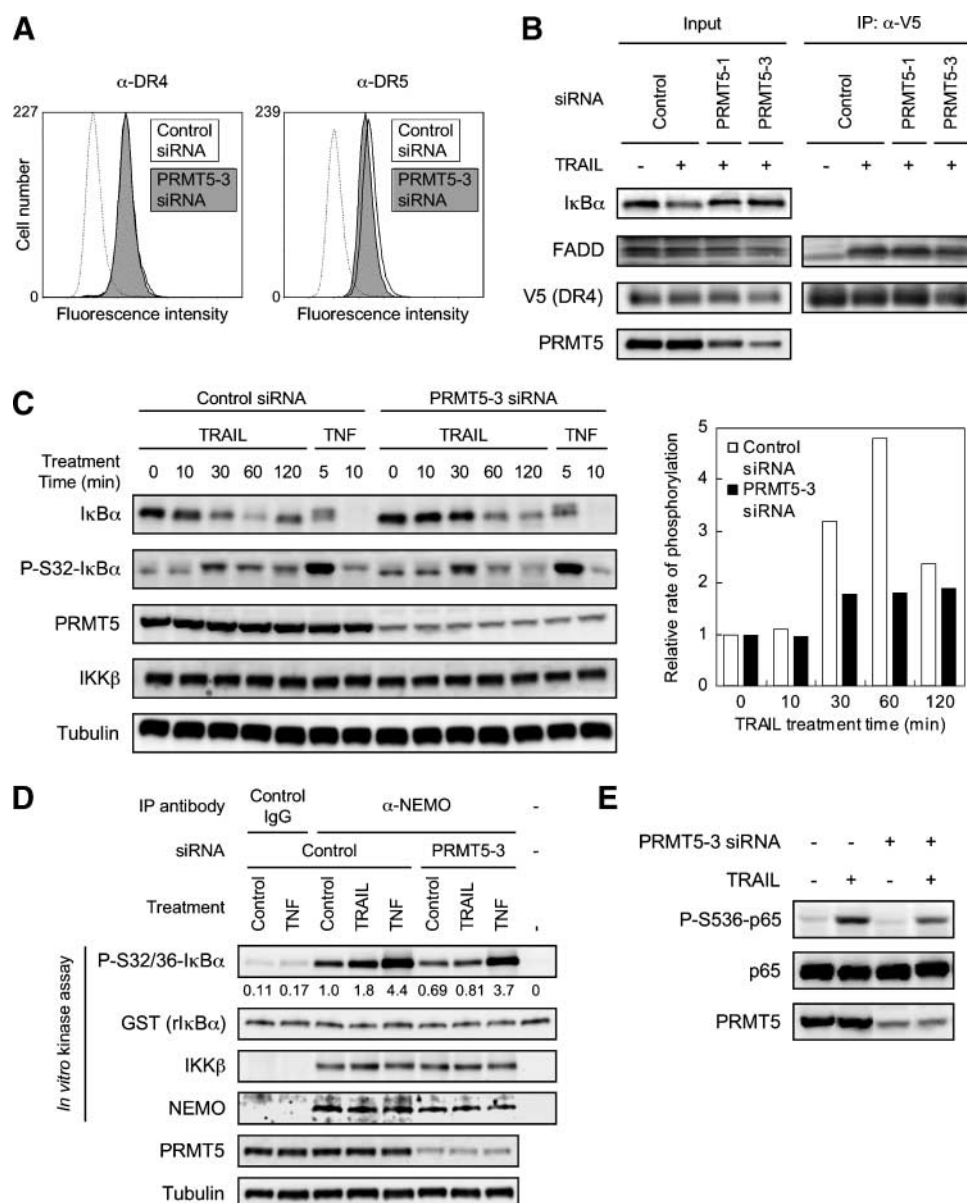 A
α-DR4
α-DR5
227
239
Control
siRNA
PRMT5-3
siRNA
Control
siRNA
PRMT5-3
siRNA
Cell number
0
0
Fluorescence intensity
Fluorescence intensity
B
Input
IP: α-V5
siRNA
Control
PRMT5-1
PRMT5-3
Control
PRMT5-1
PRMT5-3
TRAIL - + + + - + + +
IκBα
FADD
V5 (DR4)
PRMT5
C
Control siRNA
PRMT5-3 siRNA
TRAIL TNF TRAIL TNF
Treatment
Time (min)
0 10 30 60 120 5 10 0 10 30 60 120 5 10
IκBα
P-S32-IκBα
PRMT5
IKKβ
Tubulin
Relative rate of phosphorylation
5
4
3
2
1
0
Control
siRNA
PRMT5-3
siRNA
0 10 30 60 120
TRAIL treatment time (min)
D
IP antibody
Control
IgG
α-NEMO
-
siRNA
Control
PRMT5-3
-
Treatment
Control
TNF
Control
TRAIL
TNF
Control
TRAIL
TNF
-
In vitro kinase assay
P-S32/36-IκBα
0.11 0.17 1.0 1.8 4.4 0.69 0.81 3.7 0
GST (rIκBα)
IKKβ
NEMO
PRMT5
Tubulin
E
PRMT5-3 siRNA - - + +
TRAIL - + - +
P-S536-p65
p65
PRMT5